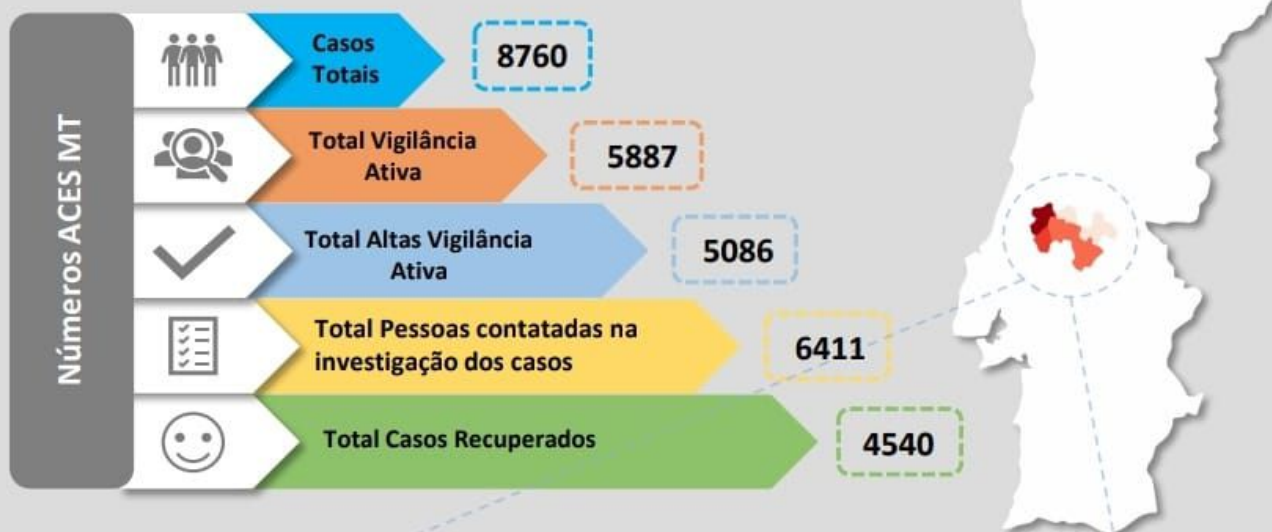 Números ACES MT
Casos
Totais
8760
Total Vigilância
Ativa
5887
Total Altas Vigilância
Ativa
5086
Total Pessoas contatadas na
investigação dos casos
6411
Total Casos Recuperados
4540